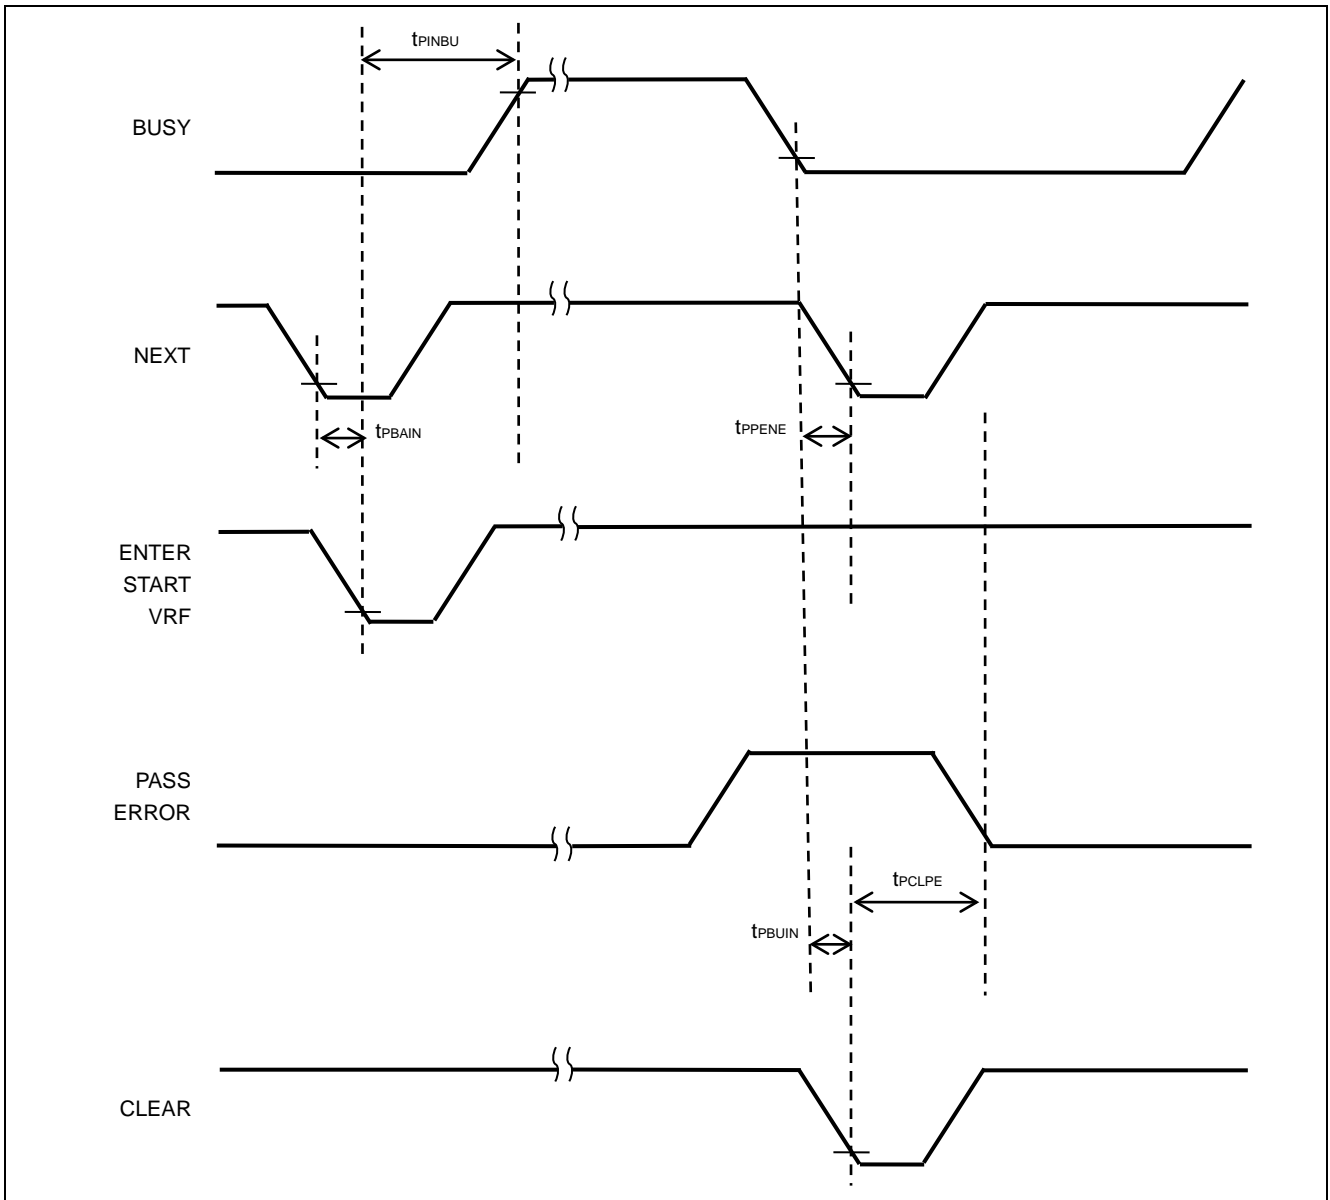 tPINBU
BUSY
NEXT
tPBAIN
tPPENE
ENTER
START
VRF
PASS
ERROR
tPCLPE
tPBUIN
CLEAR